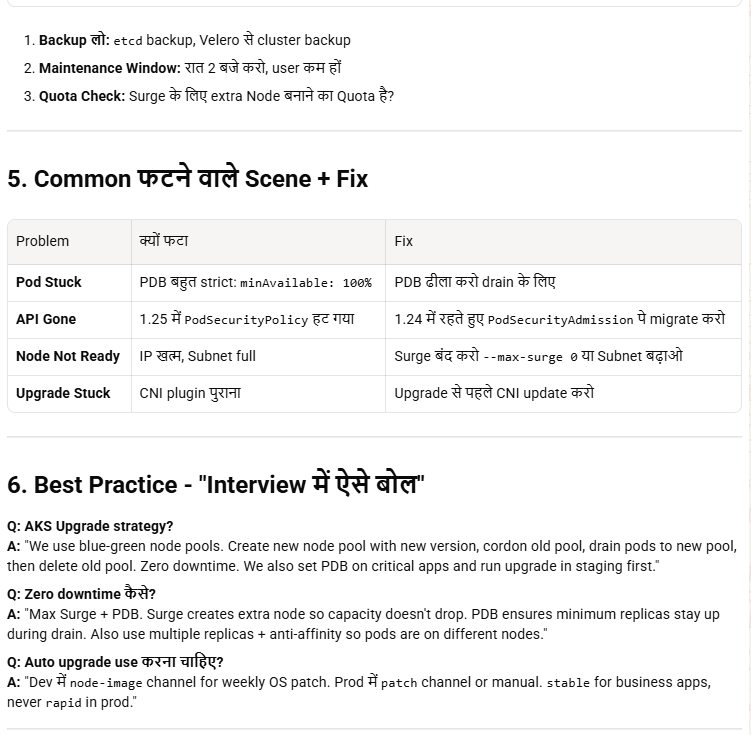 1. Backup लो: etcd backup, Velero से cluster backup
2. Maintenance Window: रात 2 बजे करो, user कम हों
3. Quota Check: Surge के लिए extra Node बनाने का Quota है?
5. Common फटने वाले Scene + Fix
Problem क्यों फटा Fix
Pod Stuck PDB बहुत strict: minAvailable: 100% PDB ढीला करो drain के लिए
API Gone 1.25 में PodSecurityPolicy हट गया 1.24 में रहते हुए PodSecurityAdmission पे migrate करो
Node Not Ready IP खत्म, Subnet full Surge बंद करो --max-surge 0 या Subnet बढ़ाओ
Upgrade Stuck CNI plugin पुराना Upgrade से पहले CNI update करो
6. Best Practice - "Interview में ऐसे बोल"
Q: AKS Upgrade strategy?
A: "We use blue-green node pools. Create new node pool with new version, cordon old pool, drain pods to new pool,
then delete old pool. Zero downtime. We also set PDB on critical apps and run upgrade in staging first."
Q: Zero downtime कैसे?
A: "Max Surge + PDB. Surge creates extra node so capacity doesn't drop. PDB ensures minimum replicas stay up
during drain. Also use multiple replicas + anti-affinity so pods are on different nodes."
Q: Auto upgrade use करना चाहिए?
A: "Dev में node-image channel for weekly OS patch. Prod में patch channel or manual. stable for business apps,
never rapid in prod."